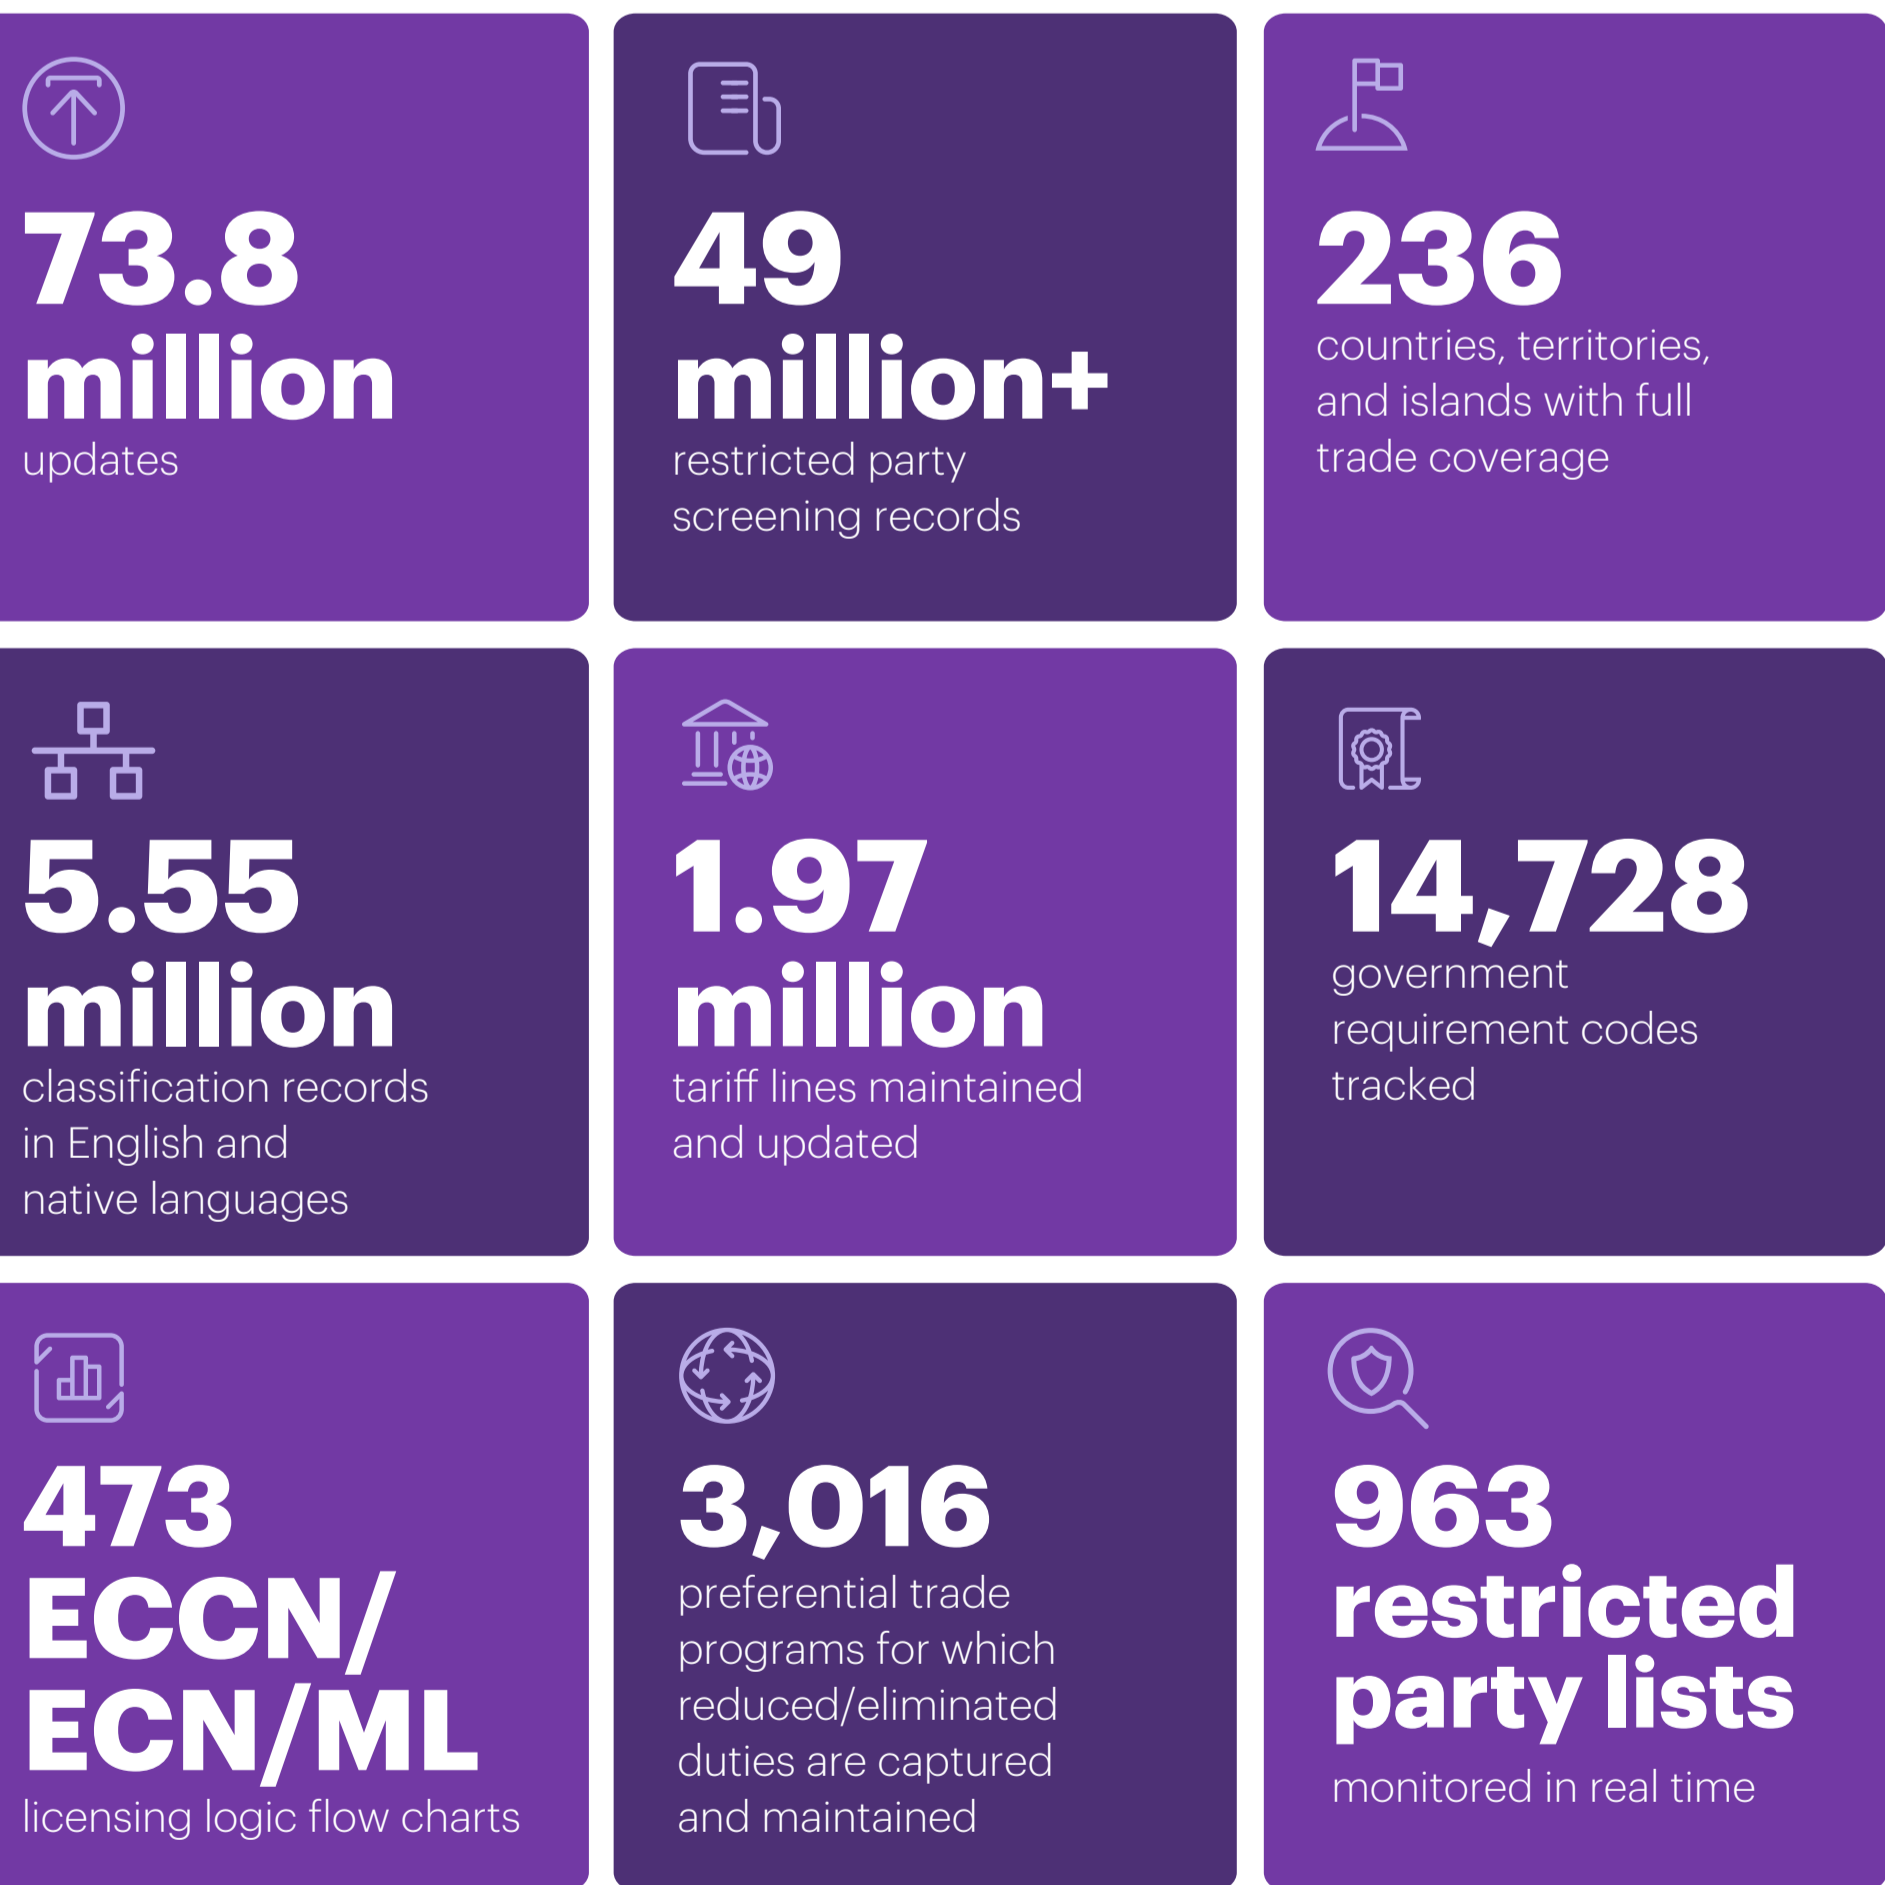 73.8
million
updates
49
million+
restricted party
screening records
236
countries, territories,
and islands with full
trade coverage
5.55
million
classification records
in English and
native languages
1.97
million
tariff lines maintained
and updated
14,728
government
requirement codes
tracked
473
ECCN/
ECN/ML
licensing logic flow charts
3,016
preferential trade
programs for which
reduced/eliminated
duties are captured
and maintained
963
restricted
party lists
monitored in real time